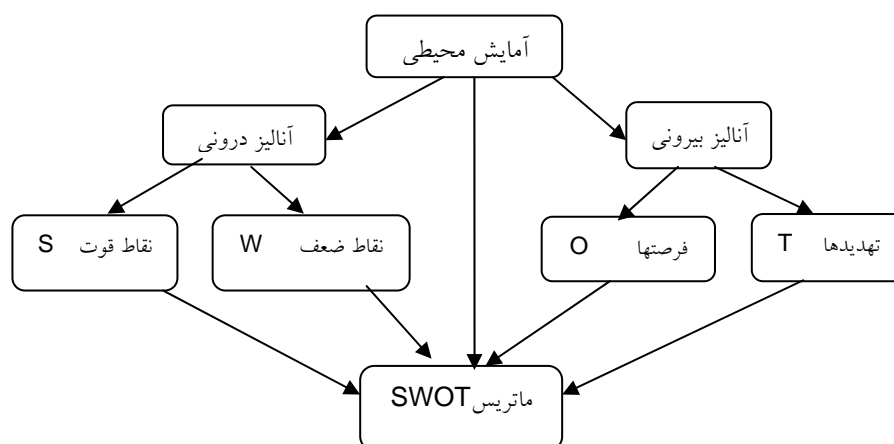 آمایش محیطی
آنالیز بیرونی
آنالیز درونی
تهدیدها T
فرصتها O
نقاط ضعف W
نقاط قوت S
ماتریس SWOT